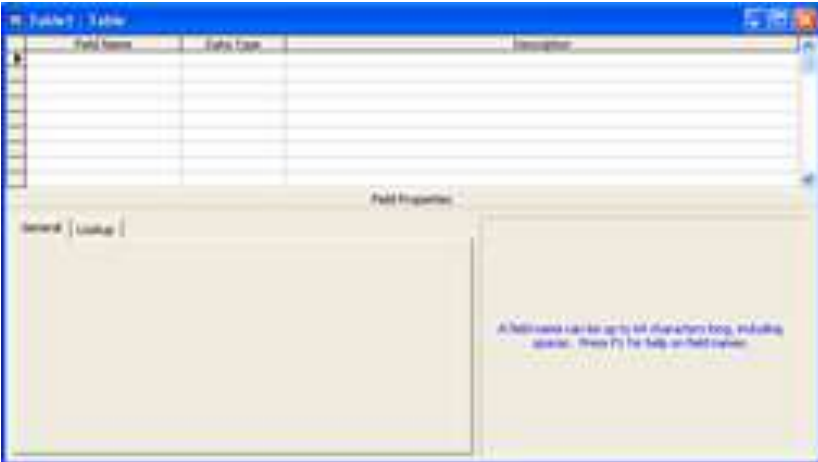 Table1 : Table
Field Name Data Type Description
Field Properties
General Lookup
A field name can be up to 64 characters long, including
spaces. Press F1 for help on field names.